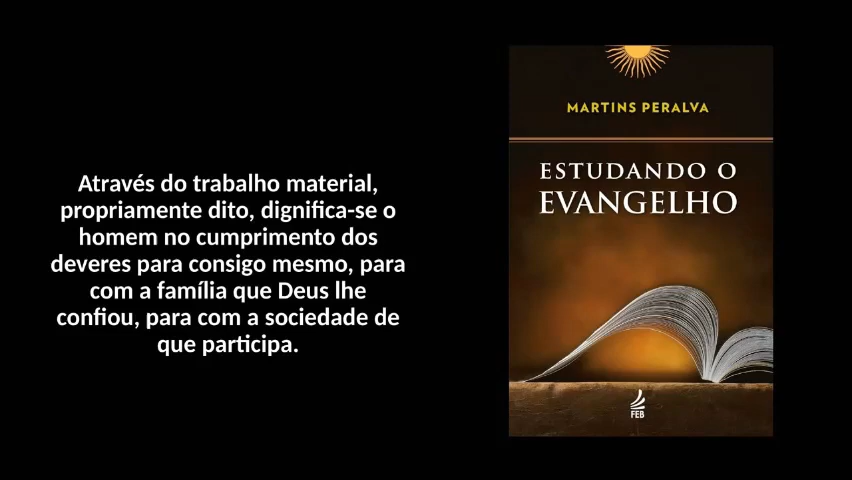 Através do trabalho material,
propriamente dito, dignifica-se o
homem no cumprimento dos
deveres para consigo mesmo, para
com a família que Deus lhe
confiou, para com a sociedade de
que participa.
MARTINS PERALVA
ESTUDANDO O
EVANGELHO
FEB